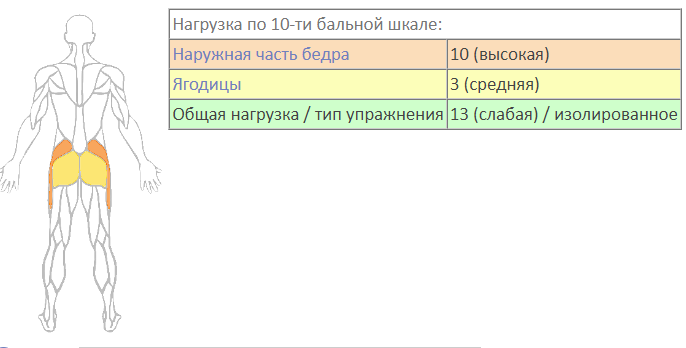 Нагрузка по 10-ти бальной шкале:
Наружная часть бедра 10 (высокая)
Ягодицы 3 (средняя)
Общая нагрузка / тип упражнения 13 (слабая) / изолированное